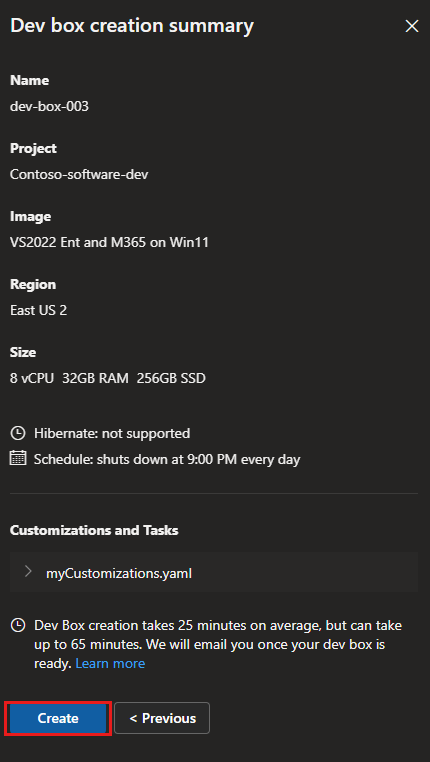 Dev box creation summary
Name
dev-box-003
Project
Contoso-software-dev
Image
VS2022 Ent and M365 on Win11
Region
East US 2
Size
8 vCPU 32GB RAM 256GB SSD
Hibernate: not supported
Schedule: shuts down at 9:00 PM every day
Customizations and Tasks
myCustomizations.yaml
Dev Box creation takes 25 minutes on average, but can take
up to 65 minutes. We will email you once your dev box is
ready. Learn more
Create
< Previous